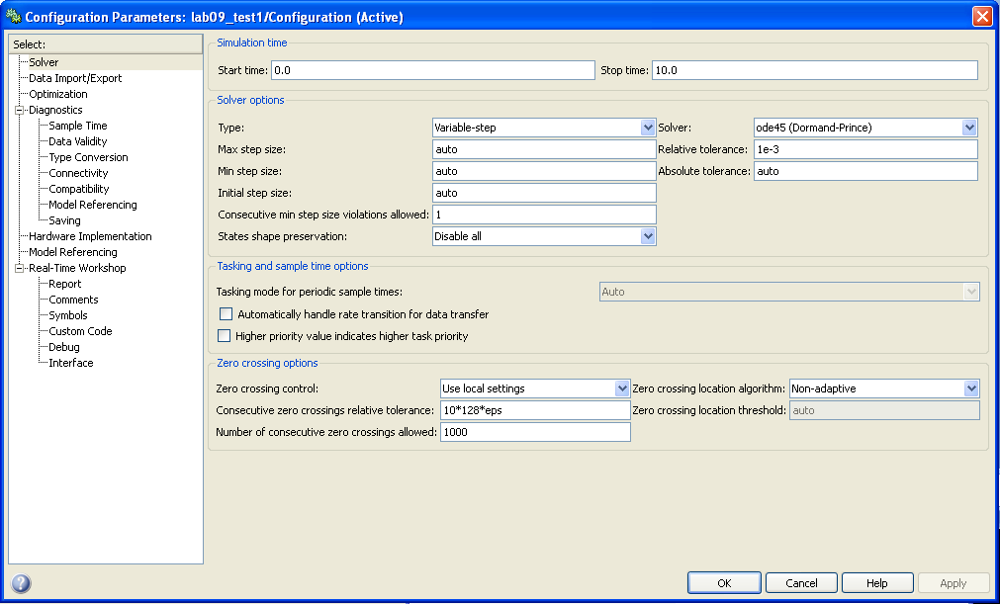 Configuration Parameters: lab09_test1/Configuration (Active)
Select:
Solver
Data Import/Export
Optimization
Diagnostics
Sample Time
Data Validity
Type Conversion
Connectivity
Compatibility
Model Referencing
Saving
Hardware Implementation
Model Referencing
Real-Time Workshop
Report
Comments
Symbols
Custom Code
Debug
Interface
Simulation time
Start time: 0.0 Stop time: 10.0
Solver options
Type: Variable-step Solver: ode45 (Dormand-Prince)
Max step size: auto Relative tolerance: 1e-3
Min step size: auto Absolute tolerance: auto
Initial step size: auto
Consecutive min step size violations allowed: 1
States shape preservation: Disable all
Tasking and sample time options
Tasking mode for periodic sample times: Auto
Automatically handle rate transition for data transfer
Higher priority value indicates higher task priority
Zero crossing options
Zero crossing control: Use local settings Zero crossing location algorithm: Non-adaptive
Consecutive zero crossings relative tolerance: 10*128*eps Zero crossing location threshold: auto
Number of consecutive zero crossings allowed: 1000
? OK Cancel Help Apply